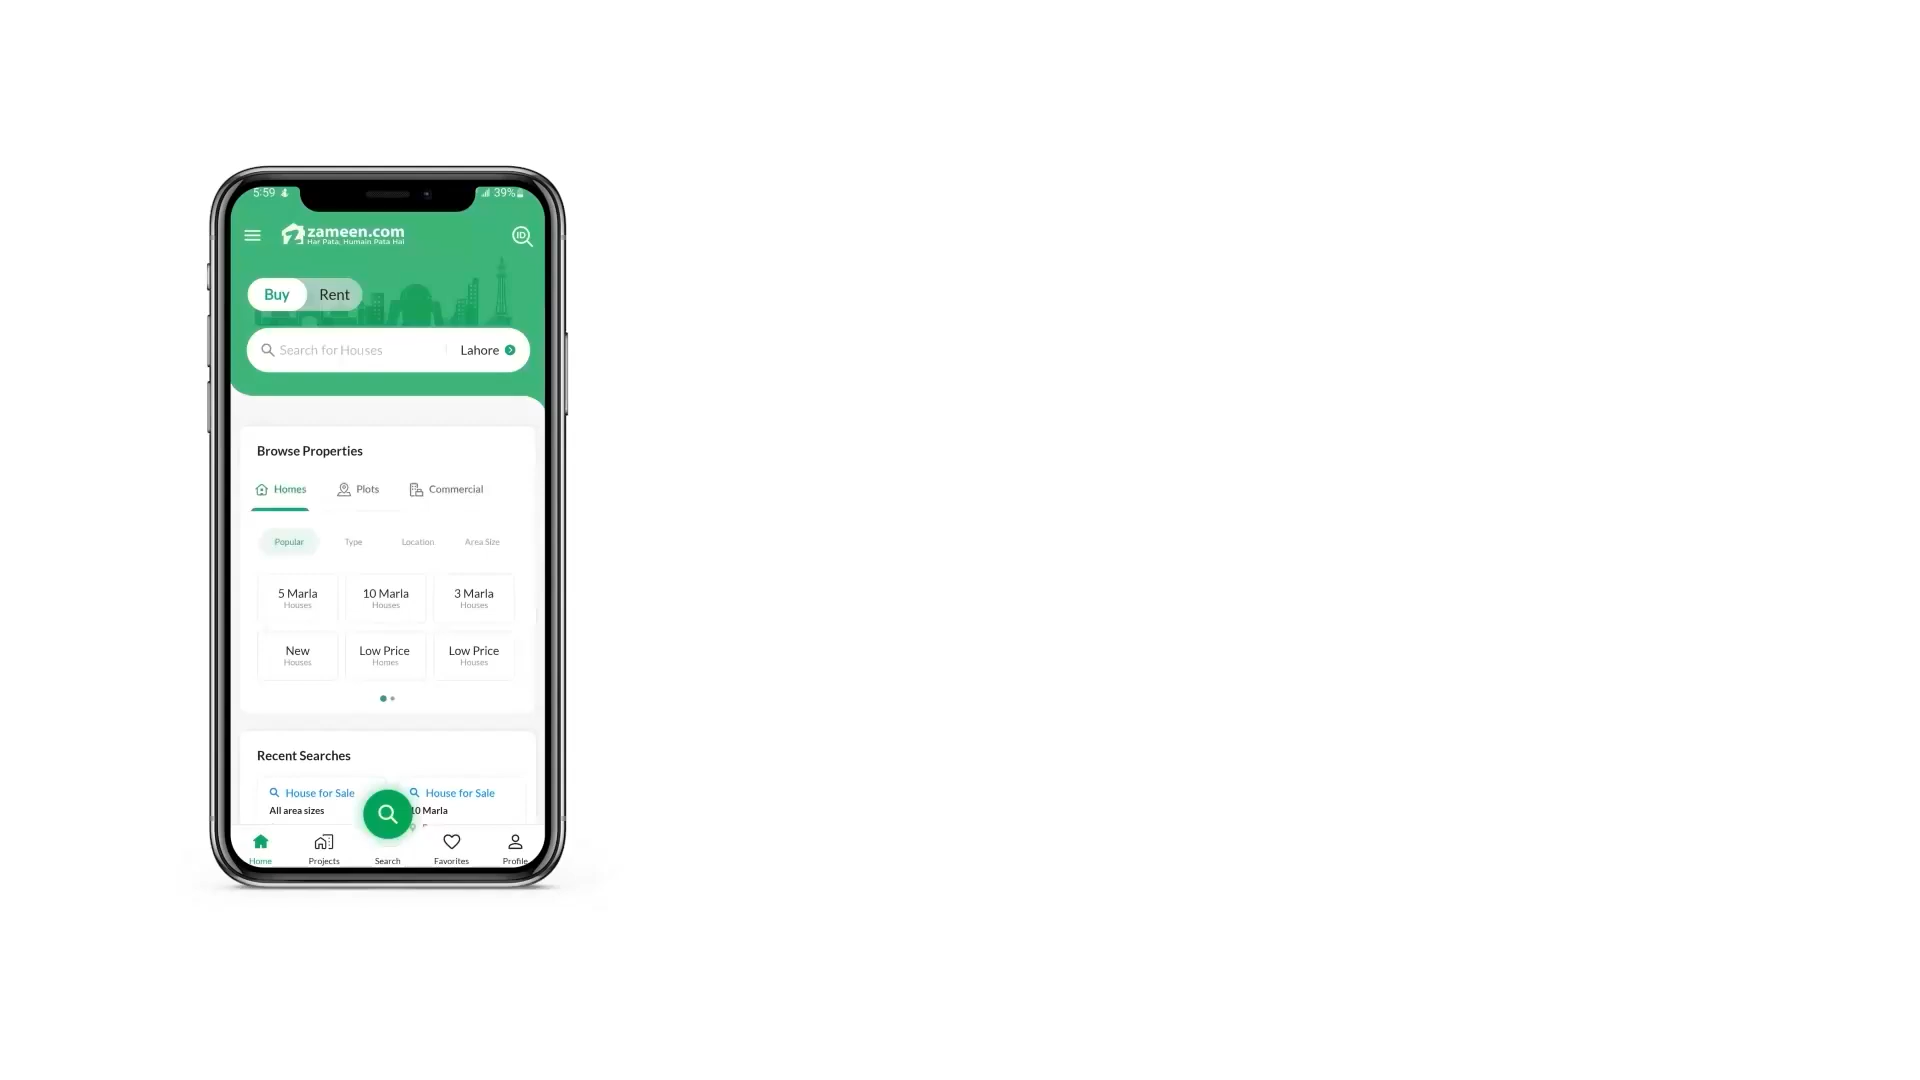 5:59 39%
zameen.com
Har Pata, Humain Pata Hai
ID
Buy Rent
Search for Houses Lahore
Browse Properties
Homes Plots Commercial
Popular Type Location Area Size
5 Marla 10 Marla 3 Marla
Houses Houses Houses
New Low Price Low Price
Houses Homes Houses
Recent Searches
House for Sale House for Sale
All area sizes 10 Marla
Home Projects Search Favorites Profile